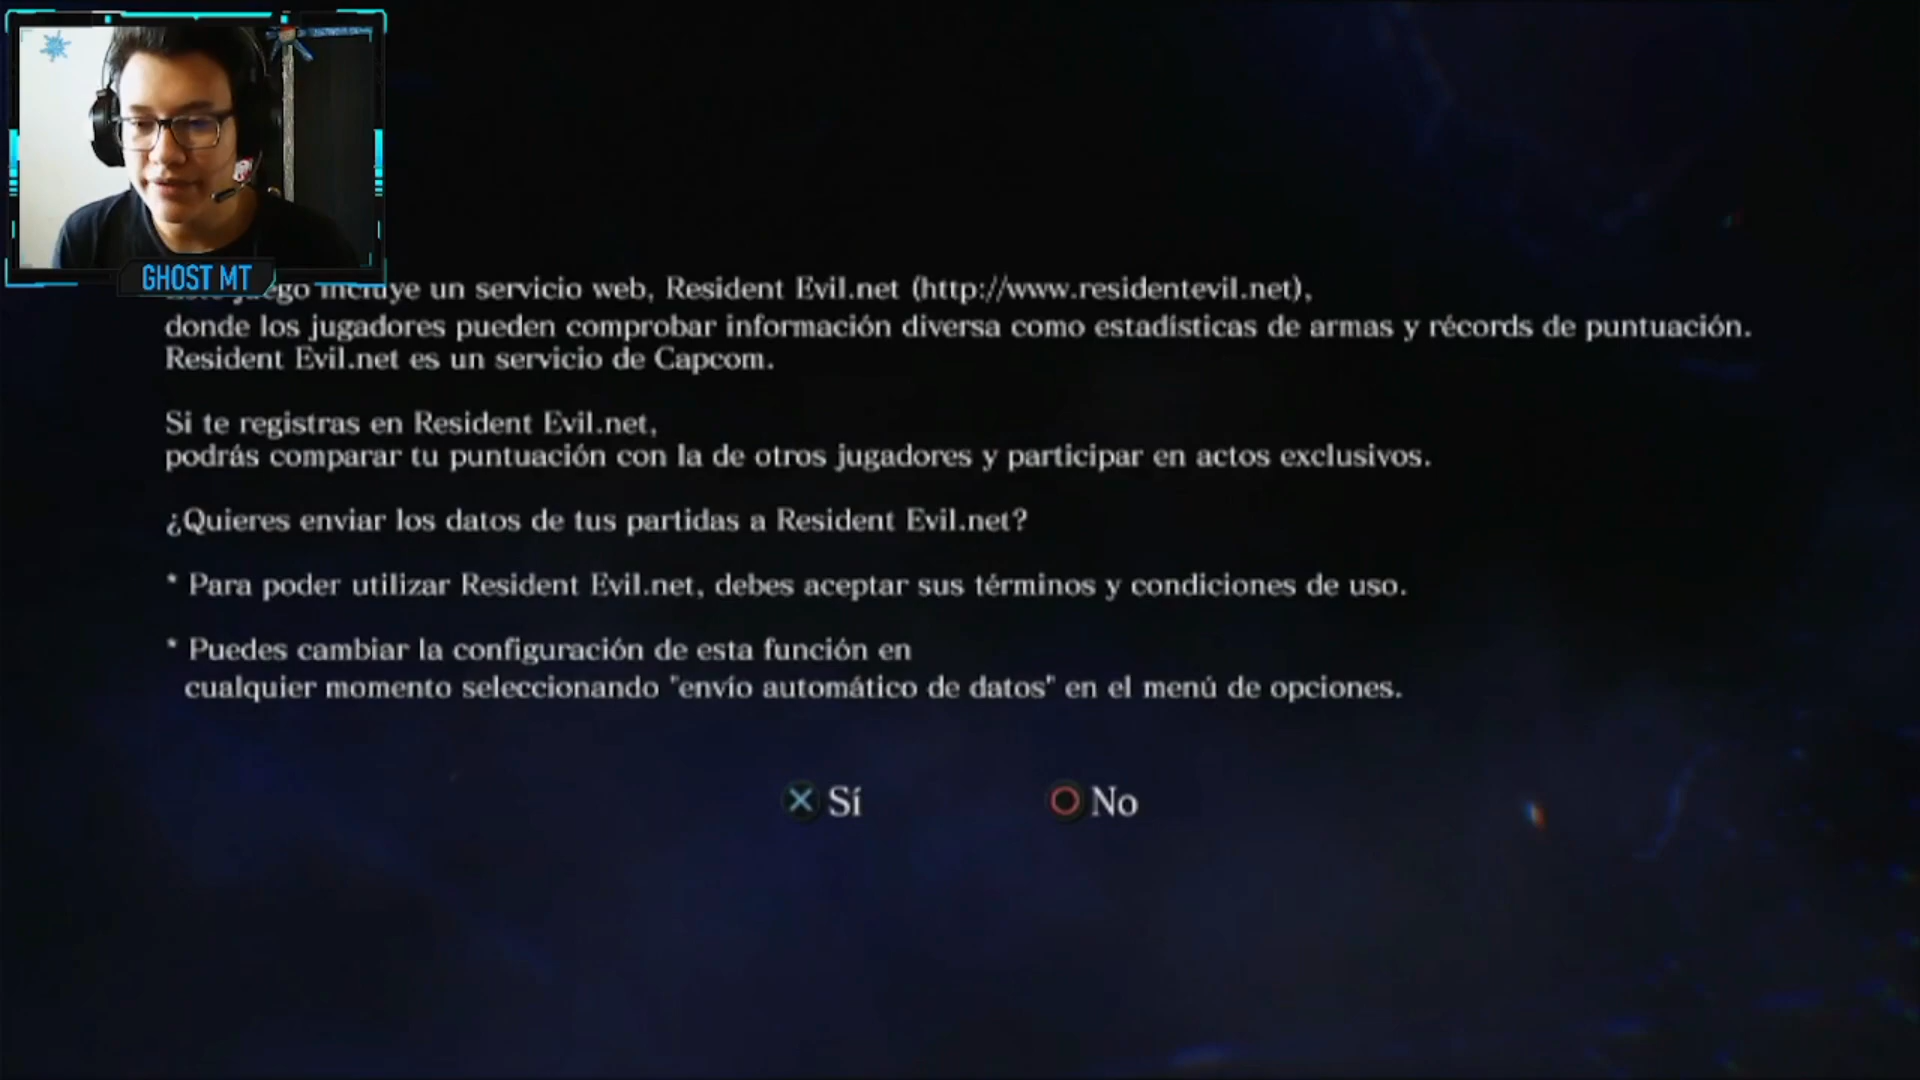 GHOST MT
juego incluye un servicio web, Resident Evil.net (http://www.residentevil.net),
donde los jugadores pueden comprobar información diversa como estadísticas de armas y récords de puntuación.
Resident Evil.net es un servicio de Capcom.
Si te registras en Resident Evil.net,
podrás comparar tu puntuación con la de otros jugadores y participar en actos exclusivos.
¿Quieres enviar los datos de tus partidas a Resident Evil.net?
* Para poder utilizar Resident Evil.net, debes aceptar sus términos y condiciones de uso.
* Puedes cambiar la configuración de esta función en
cualquier momento seleccionando "envío automático de datos" en el menú de opciones.
Sí No